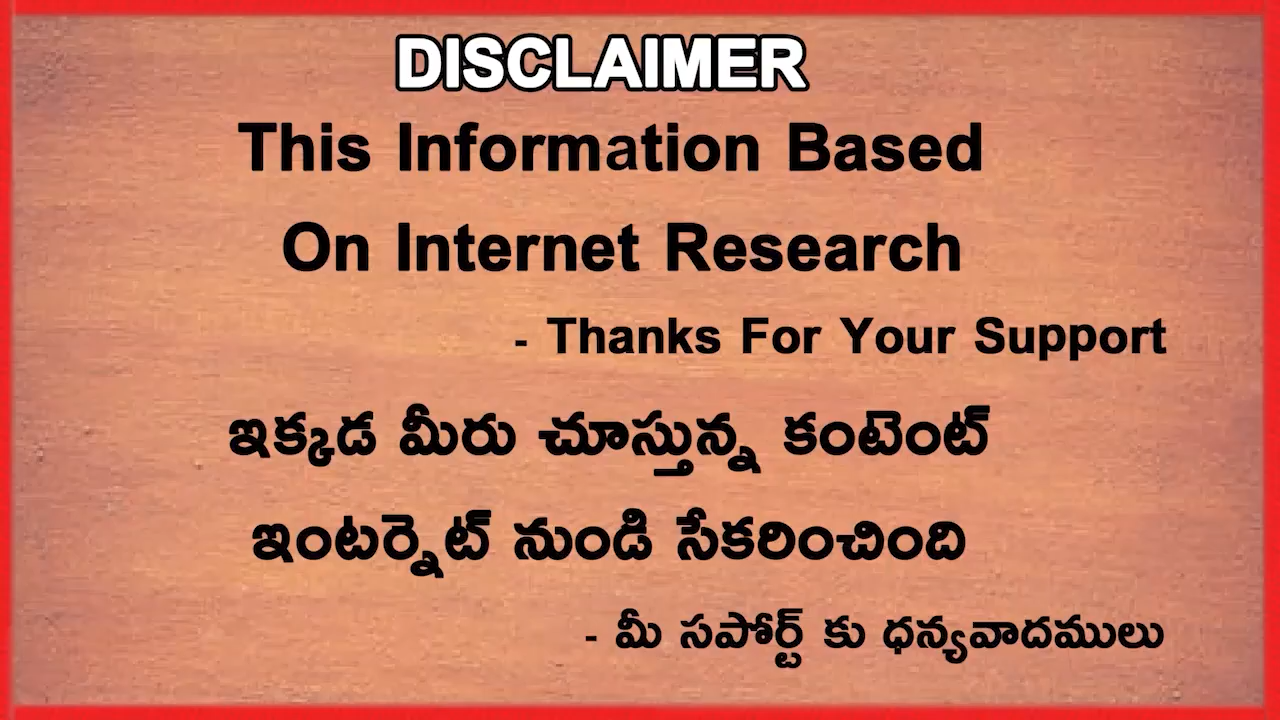 DISCLAIMER
This Information Based
On Internet Research
- Thanks For Your Support
ఇక్కడ మీరు చూస్తున్న కంటెంట్
ఇంటర్నెట్ నుండి సేకరించింది
- మీ సపోర్ట్ కు ధన్యవాదములు